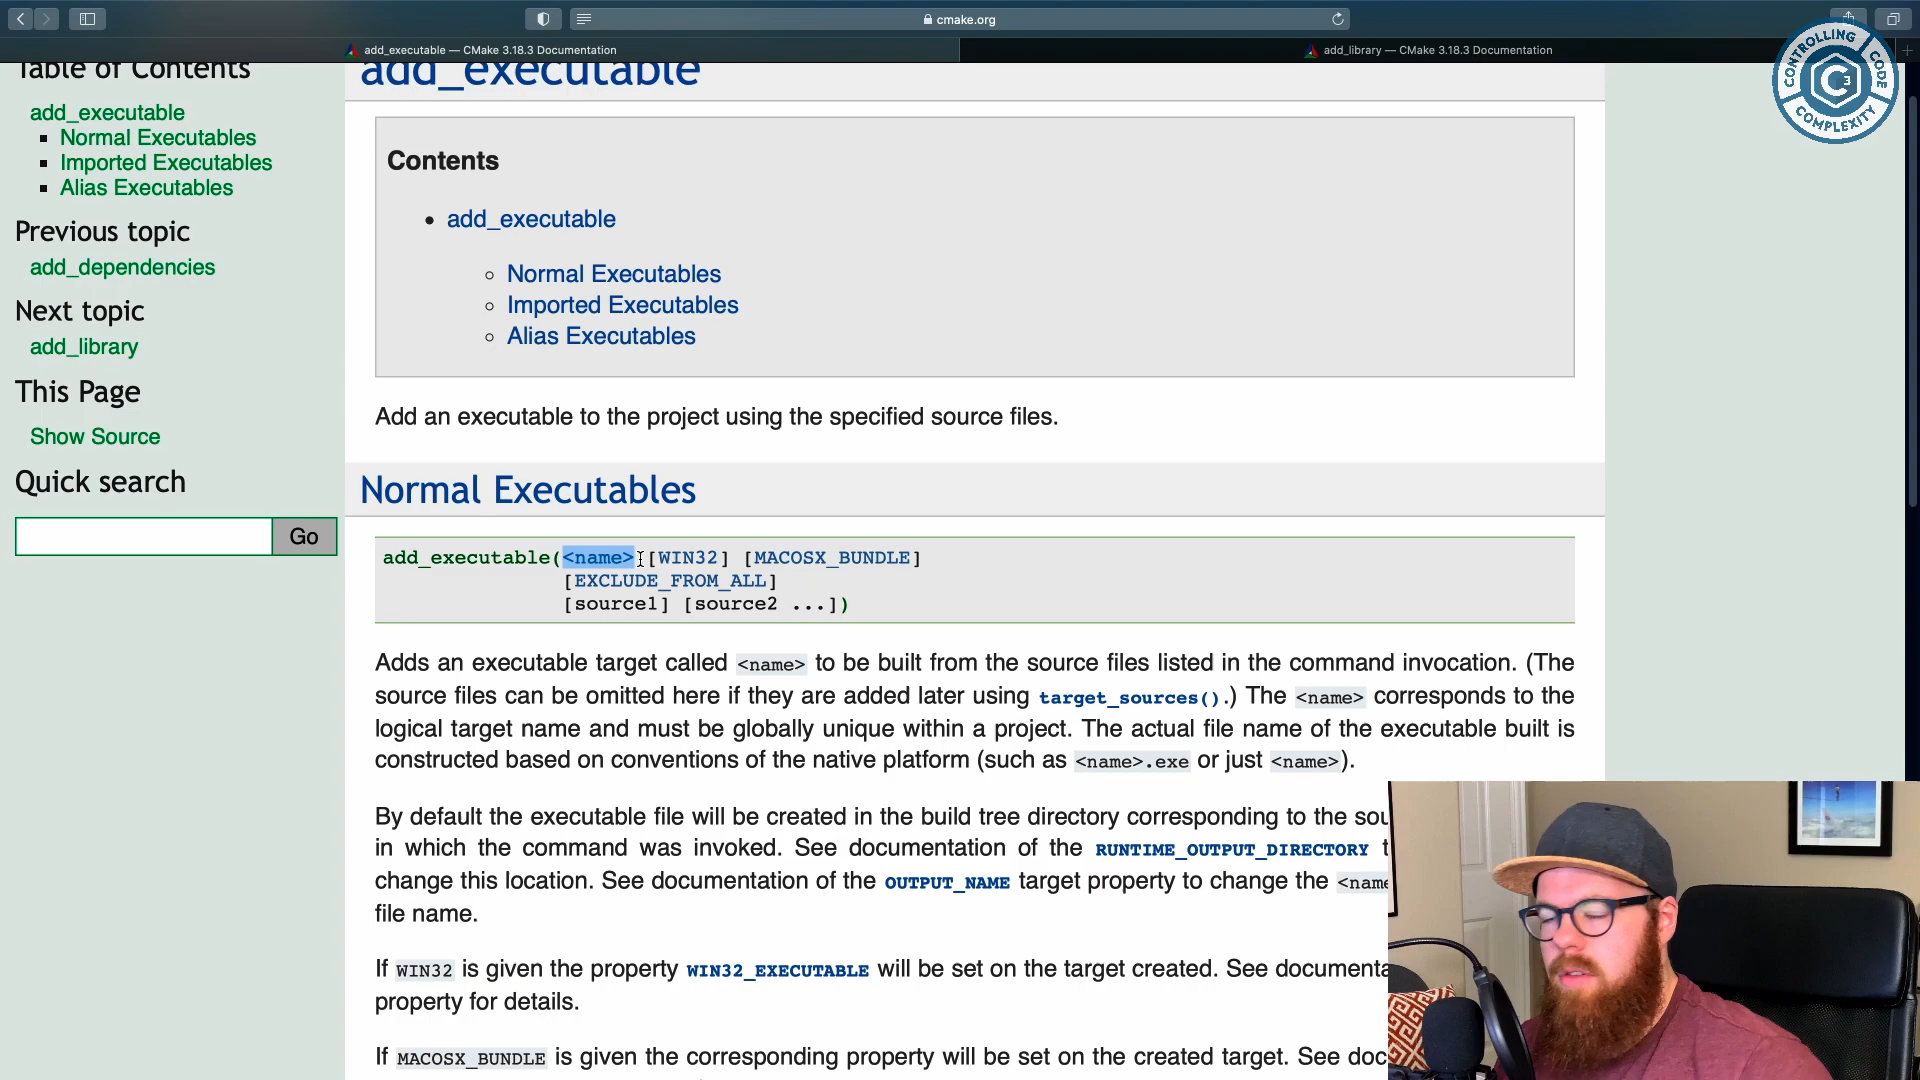 cmake.org
add_executable — CMake 3.18.3 Documentation
add_library — CMake 3.18.3 Documentation
CONTROLLING CODE COMPLEXITY
C3
Table of Contents
add_executable
Normal Executables
Imported Executables
Alias Executables
Previous topic
add_dependencies
Next topic
add_library
This Page
Show Source
Quick search
Go
add_executable
Contents
add_executable
Normal Executables
Imported Executables
Alias Executables
Add an executable to the project using the specified source files.
Normal Executables
add_executable(<name> [WIN32] [MACOSX_BUNDLE]
[EXCLUDE_FROM_ALL]
[source1] [source2 ...])
Adds an executable target called <name> to be built from the source files listed in the command invocation. (The
source files can be omitted here if they are added later using target_sources().) The <name> corresponds to the
logical target name and must be globally unique within a project. The actual file name of the executable built is
constructed based on conventions of the native platform (such as <name>.exe or just <name>).
By default the executable file will be created in the build tree directory corresponding to the sou
in which the command was invoked. See documentation of the RUNTIME_OUTPUT_DIRECTORY t
change this location. See documentation of the OUTPUT_NAME target property to change the <name
file name.
If WIN32 is given the property WIN32_EXECUTABLE will be set on the target created. See documenta
property for details.
If MACOSX_BUNDLE is given the corresponding property will be set on the created target. See doc